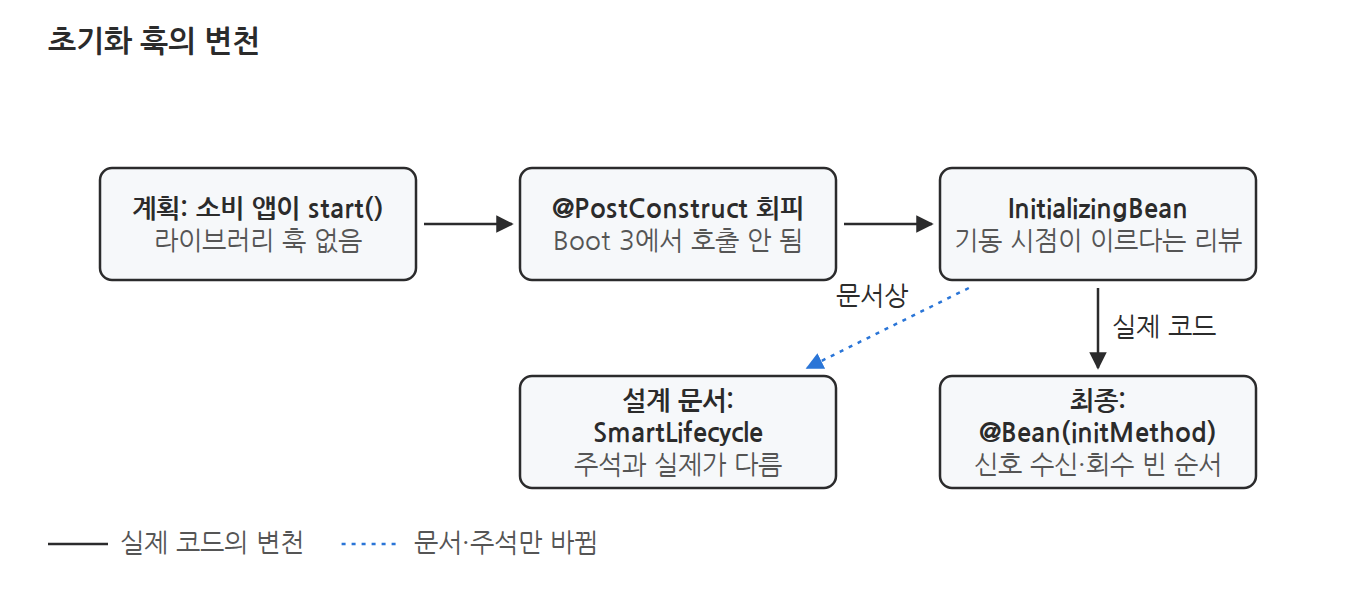 초기화 훅의 변천
계획: 소비 앱이 start()
라이브러리 훅 없음
@PostConstruct 회피
Boot 3에서 호출 안 됨
InitializingBean
기동 시점이 이르다는 리뷰
문서상
실제 코드
설계 문서:
SmartLifecycle
주석과 실제가 다름
최종:
@Bean(initMethod)
신호 수신·회수 빈 순서
실제 코드의 변천
문서·주석만 바뀜